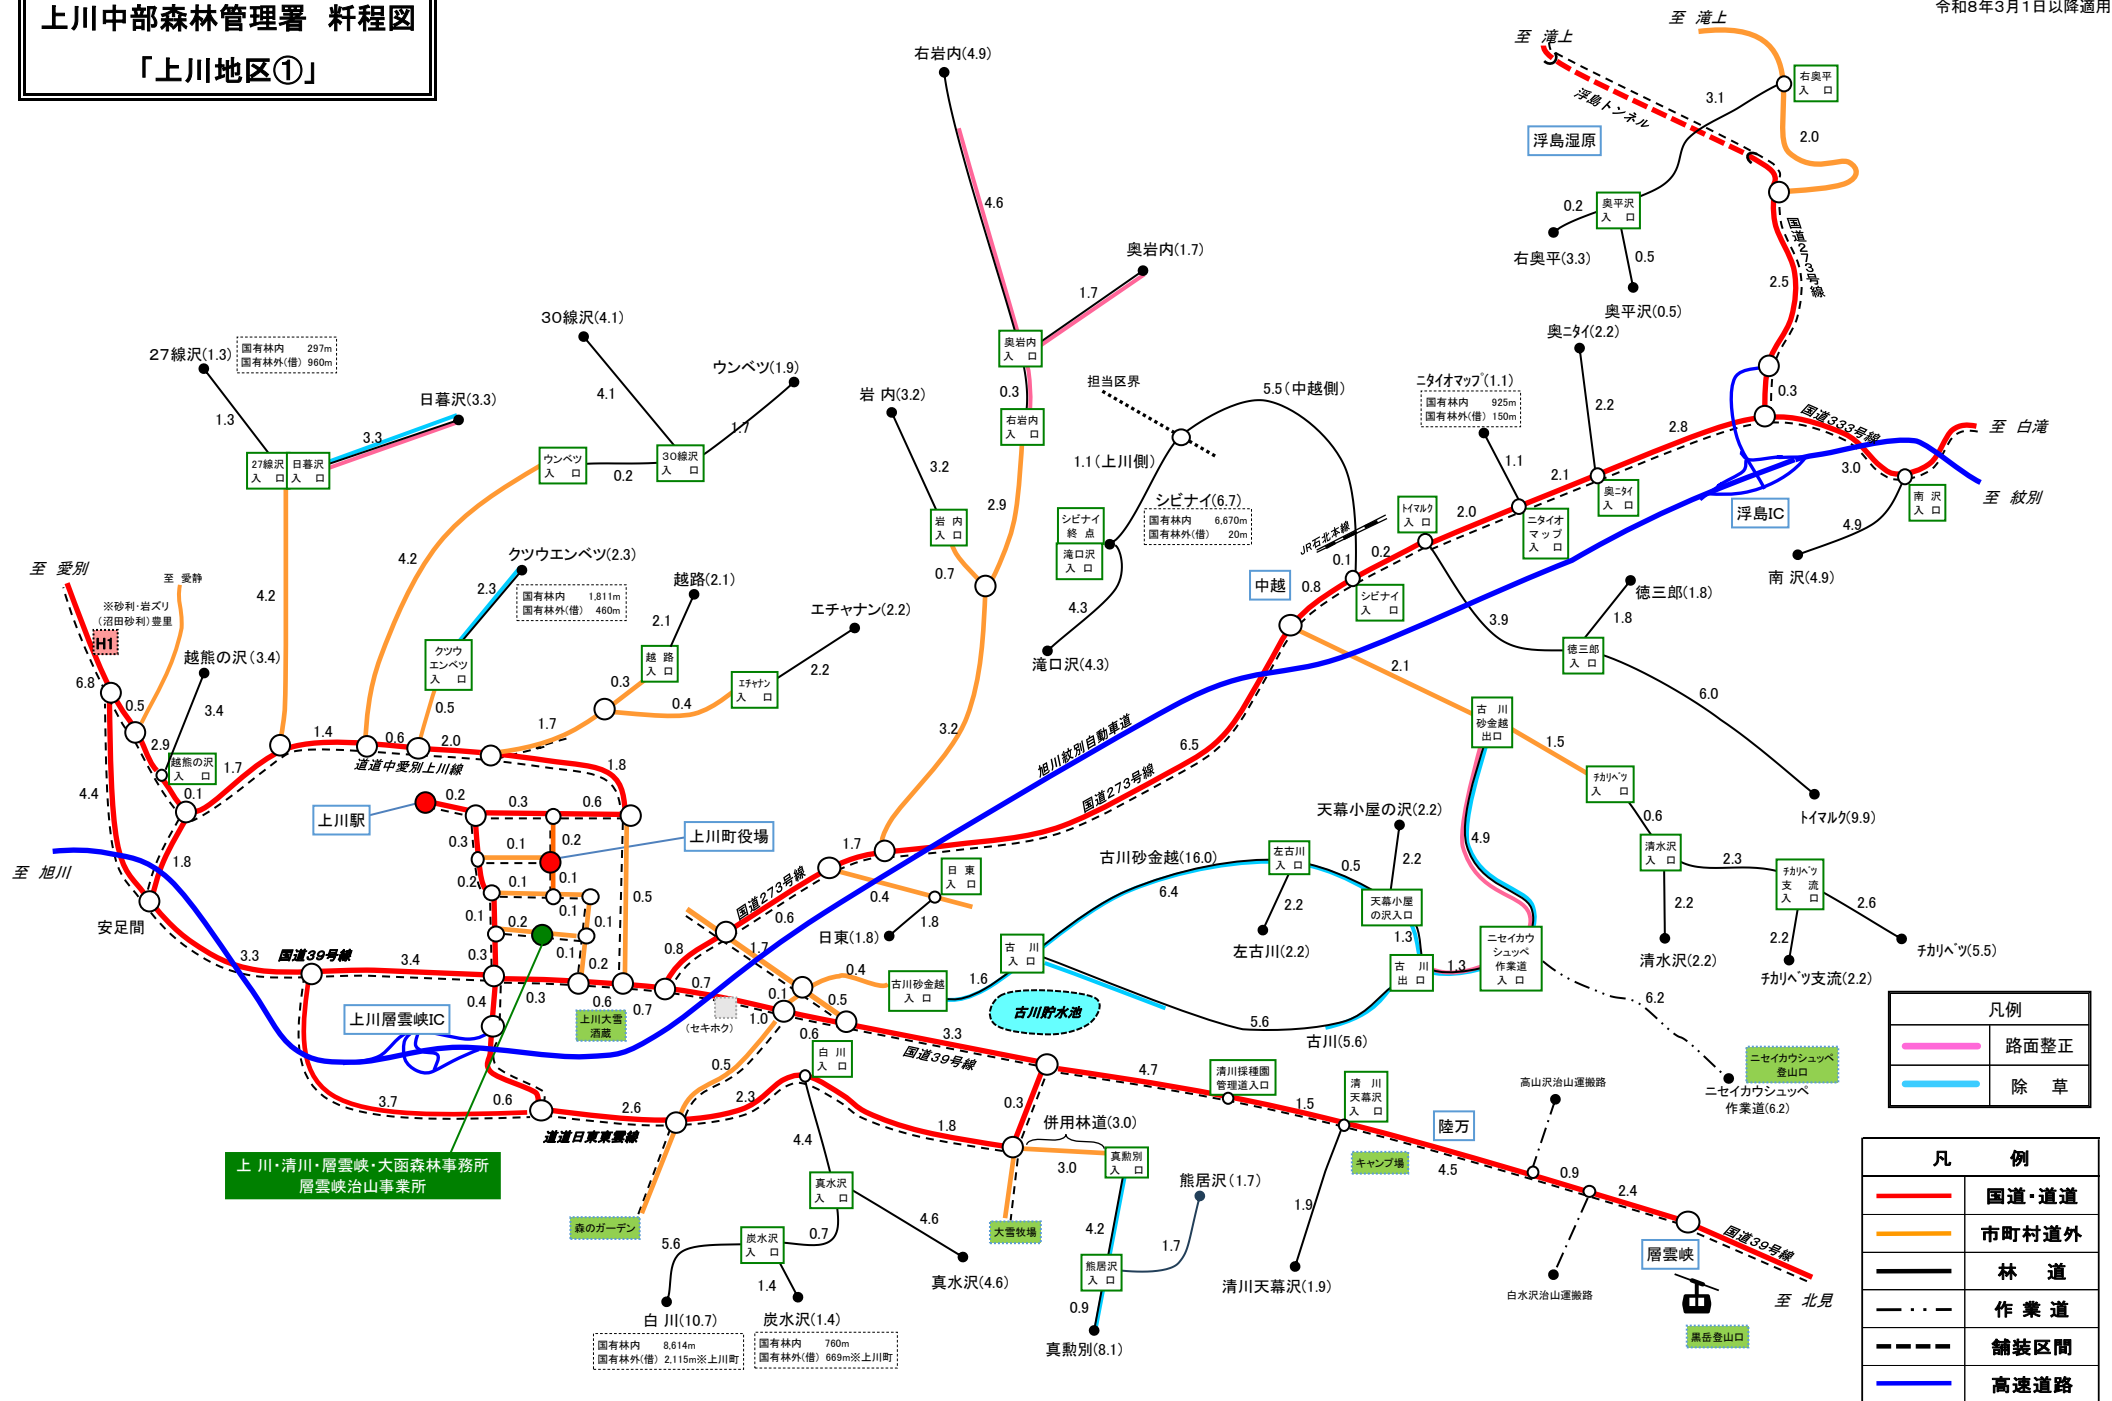 上川中部森林管理署 粁程図
「上川地区①」
令和8年3月1日以降適用
至 滝上
至 滝上
浮島トンネル
右奥平
入 口
3.1
2.0
浮島湿原
奥平沢
入 口
0.2
0.5
右奥平(3.3)
奥平沢(0.5)
国道273号線
2.5
0.3
右岩内(4.9)
4.6
奥岩内(1.7)
1.7
奥岩内
入 口
0.3
右岩内
入 口
2.9
27線沢(1.3)
国有林内 297m
国有林外(借) 960m
1.3
日暮沢(3.3)
3.3
27線沢
入 口
日暮沢
入 口
4.2
30線沢(4.1)
4.1
ウンベツ(1.9)
1.7
ウンベツ
入 口
0.2
30線沢
入 口
4.2
岩 内(3.2)
3.2
岩 内
入 口
0.7
3.2
担当区界
5.5(中越側)
1.1(上川側)
シビナイ(6.7)
国有林内 6,670m
国有林外(借) 20m
シビナイ
終 点
滝口沢
入 口
4.3
滝口沢(4.3)
ニタイオマップ(1.1)
国有林内 925m
国有林外(借) 150m
1.1
奥ニタイ(2.2)
2.2
2.8
2.1
2.0
国道333号線
至 白滝
3.0
至 紋別
南 沢
入 口
4.9
南 沢(4.9)
浮島IC
奥ニタイ
入 口
ニタイオ
マップ
入 口
トイマルク
入 口
JR石北本線
0.2
0.1
0.8
中越
シビナイ
入 口
徳三郎(1.8)
1.8
3.9
徳三郎
入 口
6.0
トイマルク(9.9)
至 愛別
至 愛静
※砂利・岩ズリ
(沼田砂利)豊里
H1
越熊の沢(3.4)
3.4
6.8
0.5
2.9
越熊の沢
入 口
0.1
1.7
1.4
0.6
2.0
道道中愛別上川線
4.4
1.8
クツウエンベツ(2.3)
2.3
国有林内 1,811m
国有林外(借) 460m
クツウ
エンベツ
入 口
0.5
越路(2.1)
2.1
越 路
入 口
0.3
1.7
0.4
エチャナン
入 口
エチャナン(2.2)
2.2
1.8
上川駅
0.2
0.3
0.6
0.3
0.1
0.2
0.2
0.1
0.1
0.1
0.2
0.1
0.1
0.1
0.5
0.3
0.2
上川町役場
至 旭川
安足間
3.3
国道39号線
3.4
0.3
0.6
0.7
0.8
0.7
0.4
上川層雲峡IC
上川大雪
酒蔵
(セキホク)
3.7
0.6
2.6
道道日東東雲線
上 川・清川・層雲峡・大函森林事務所
層雲峡治山事業所
国道273号線
0.6
1.7
1.7
0.4
日 東
入 口
1.8
日東(1.8)
旭川紋別自動車道
国道273号線
6.5
2.1
古 川
砂金越
出口
1.5
チカリベツ
入 口
0.6
清水沢
入 口
2.3
チカリベツ
支 流
入 口
2.6
2.2
2.2
清水沢(2.2)
チカリベツ(5.5)
チカリベツ支流(2.2)
4.9
天幕小屋の沢(2.2)
2.2
古川砂金越(16.0)
左古川
入 口
0.5
6.4
2.2
左古川(2.2)
天幕小屋
の沢入口
1.3
古 川
出 口
1.3
ニセイカウ
シュッペ
作業道
入 口
6.2
ニセイカウシュッペ
登山口
ニセイカウシュッペ
作業道(6.2)
古 川
入 口
1.6
古川砂金越
入 口
0.4
0.1
0.5
1.0
0.6
古川貯水池
5.6
古川(5.6)
3.3
国道39号線
0.5
2.3
白 川
入 口
4.4
1.8
0.3
4.7
清川採種園
管理道入口
1.5
清 川
天幕沢
入 口
1.9
清川天幕沢(1.9)
キャンプ場
陸万
4.5
高山沢治山運搬路
0.9
2.4
白水沢治山運搬路
層雲峡
国道39号線
至 北見
黒岳登山口
森のガーデン
大雪牧場
併用林道(3.0)
3.0
真勲別
入 口
4.2
熊居沢(1.7)
1.7
熊居沢
入 口
0.9
真勲別(8.1)
真水沢
入 口
4.6
真水沢(4.6)
0.7
炭水沢
入 口
5.6
1.4
白 川(10.7)
国有林内 8,614m
国有林外(借) 2,115m※上川町
炭水沢(1.4)
国有林内 760m
国有林外(借) 669m※上川町
凡例
路面整正
除 草
凡 例
国道・道道
市町村道外
林 道
作 業 道
舗装区間
高速道路